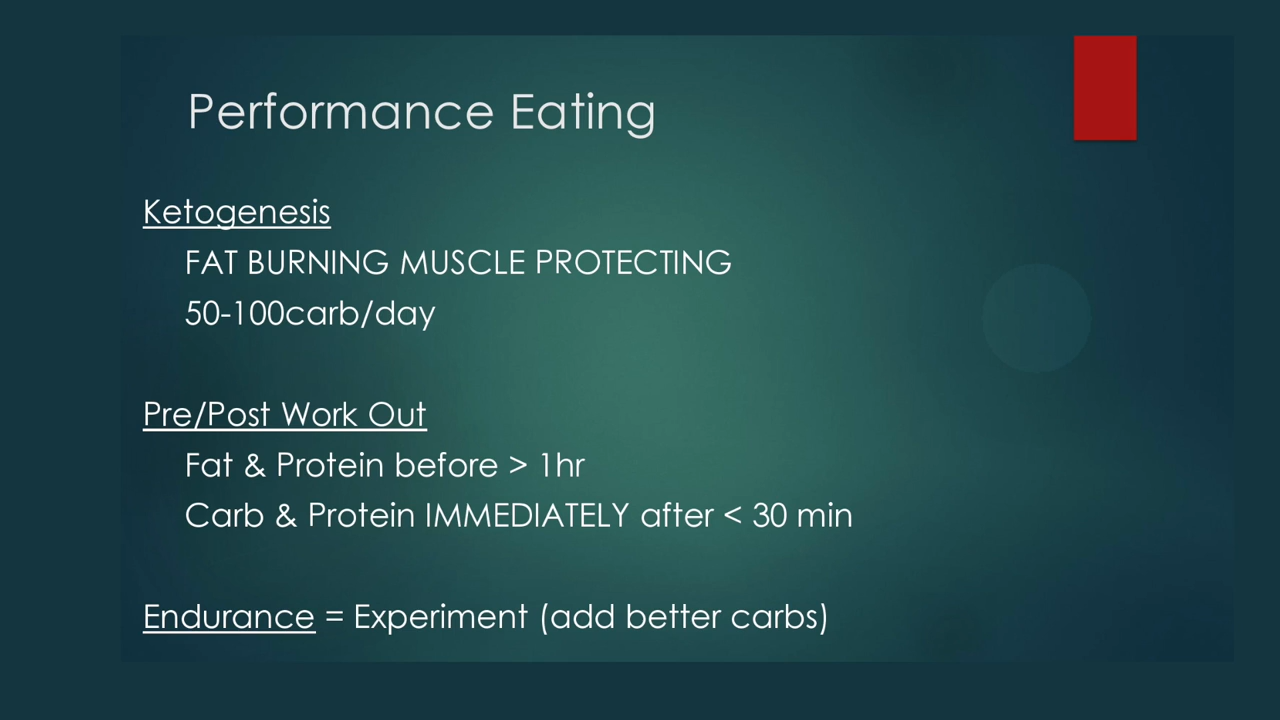 Performance Eating
Ketogenesis
FAT BURNING MUSCLE PROTECTING
50-100carb/day
Pre/Post Work Out
Fat & Protein before > 1hr
Carb & Protein IMMEDIATELY after < 30 min
Endurance = Experiment (add better carbs)